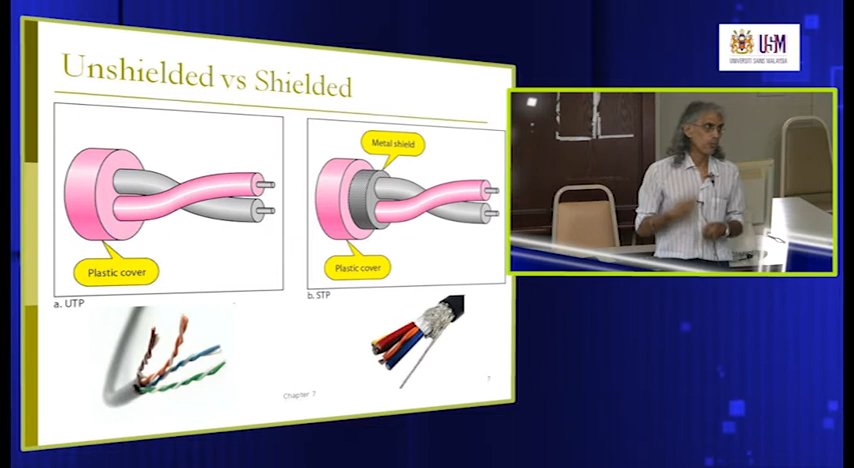 Unshielded vs Shielded
Metal shield
Plastic cover
Plastic cover
a. UTP
b. STP
Chapter 7
7
USM
UNIVERSITI SAINS MALAYSIA